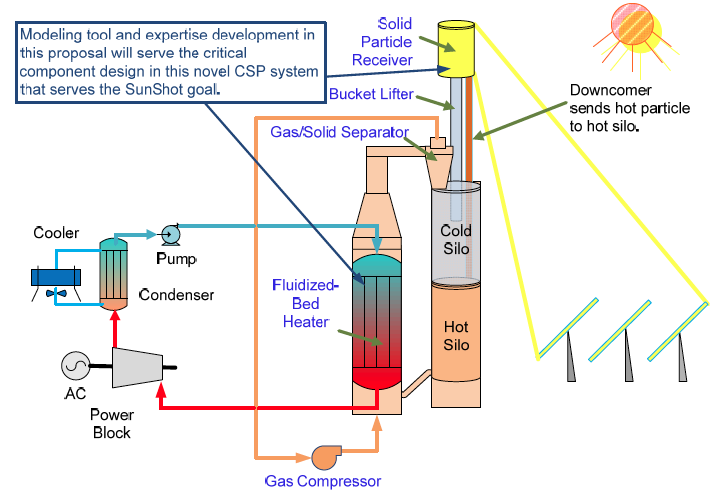 Modeling tool and expertise development in
this proposal will serve the critical
component design in this novel CSP system
that serves the SunShot goal.
Solid
Particle
Receiver
Bucket Lifter
Gas/Solid Separator
Downcomer
sends hot particle
to hot silo.
Cold
Silo
Hot
Silo
Cooler
Pump
Condenser
Fluidized-
Bed
Heater
AC
Power
Block
Gas Compressor